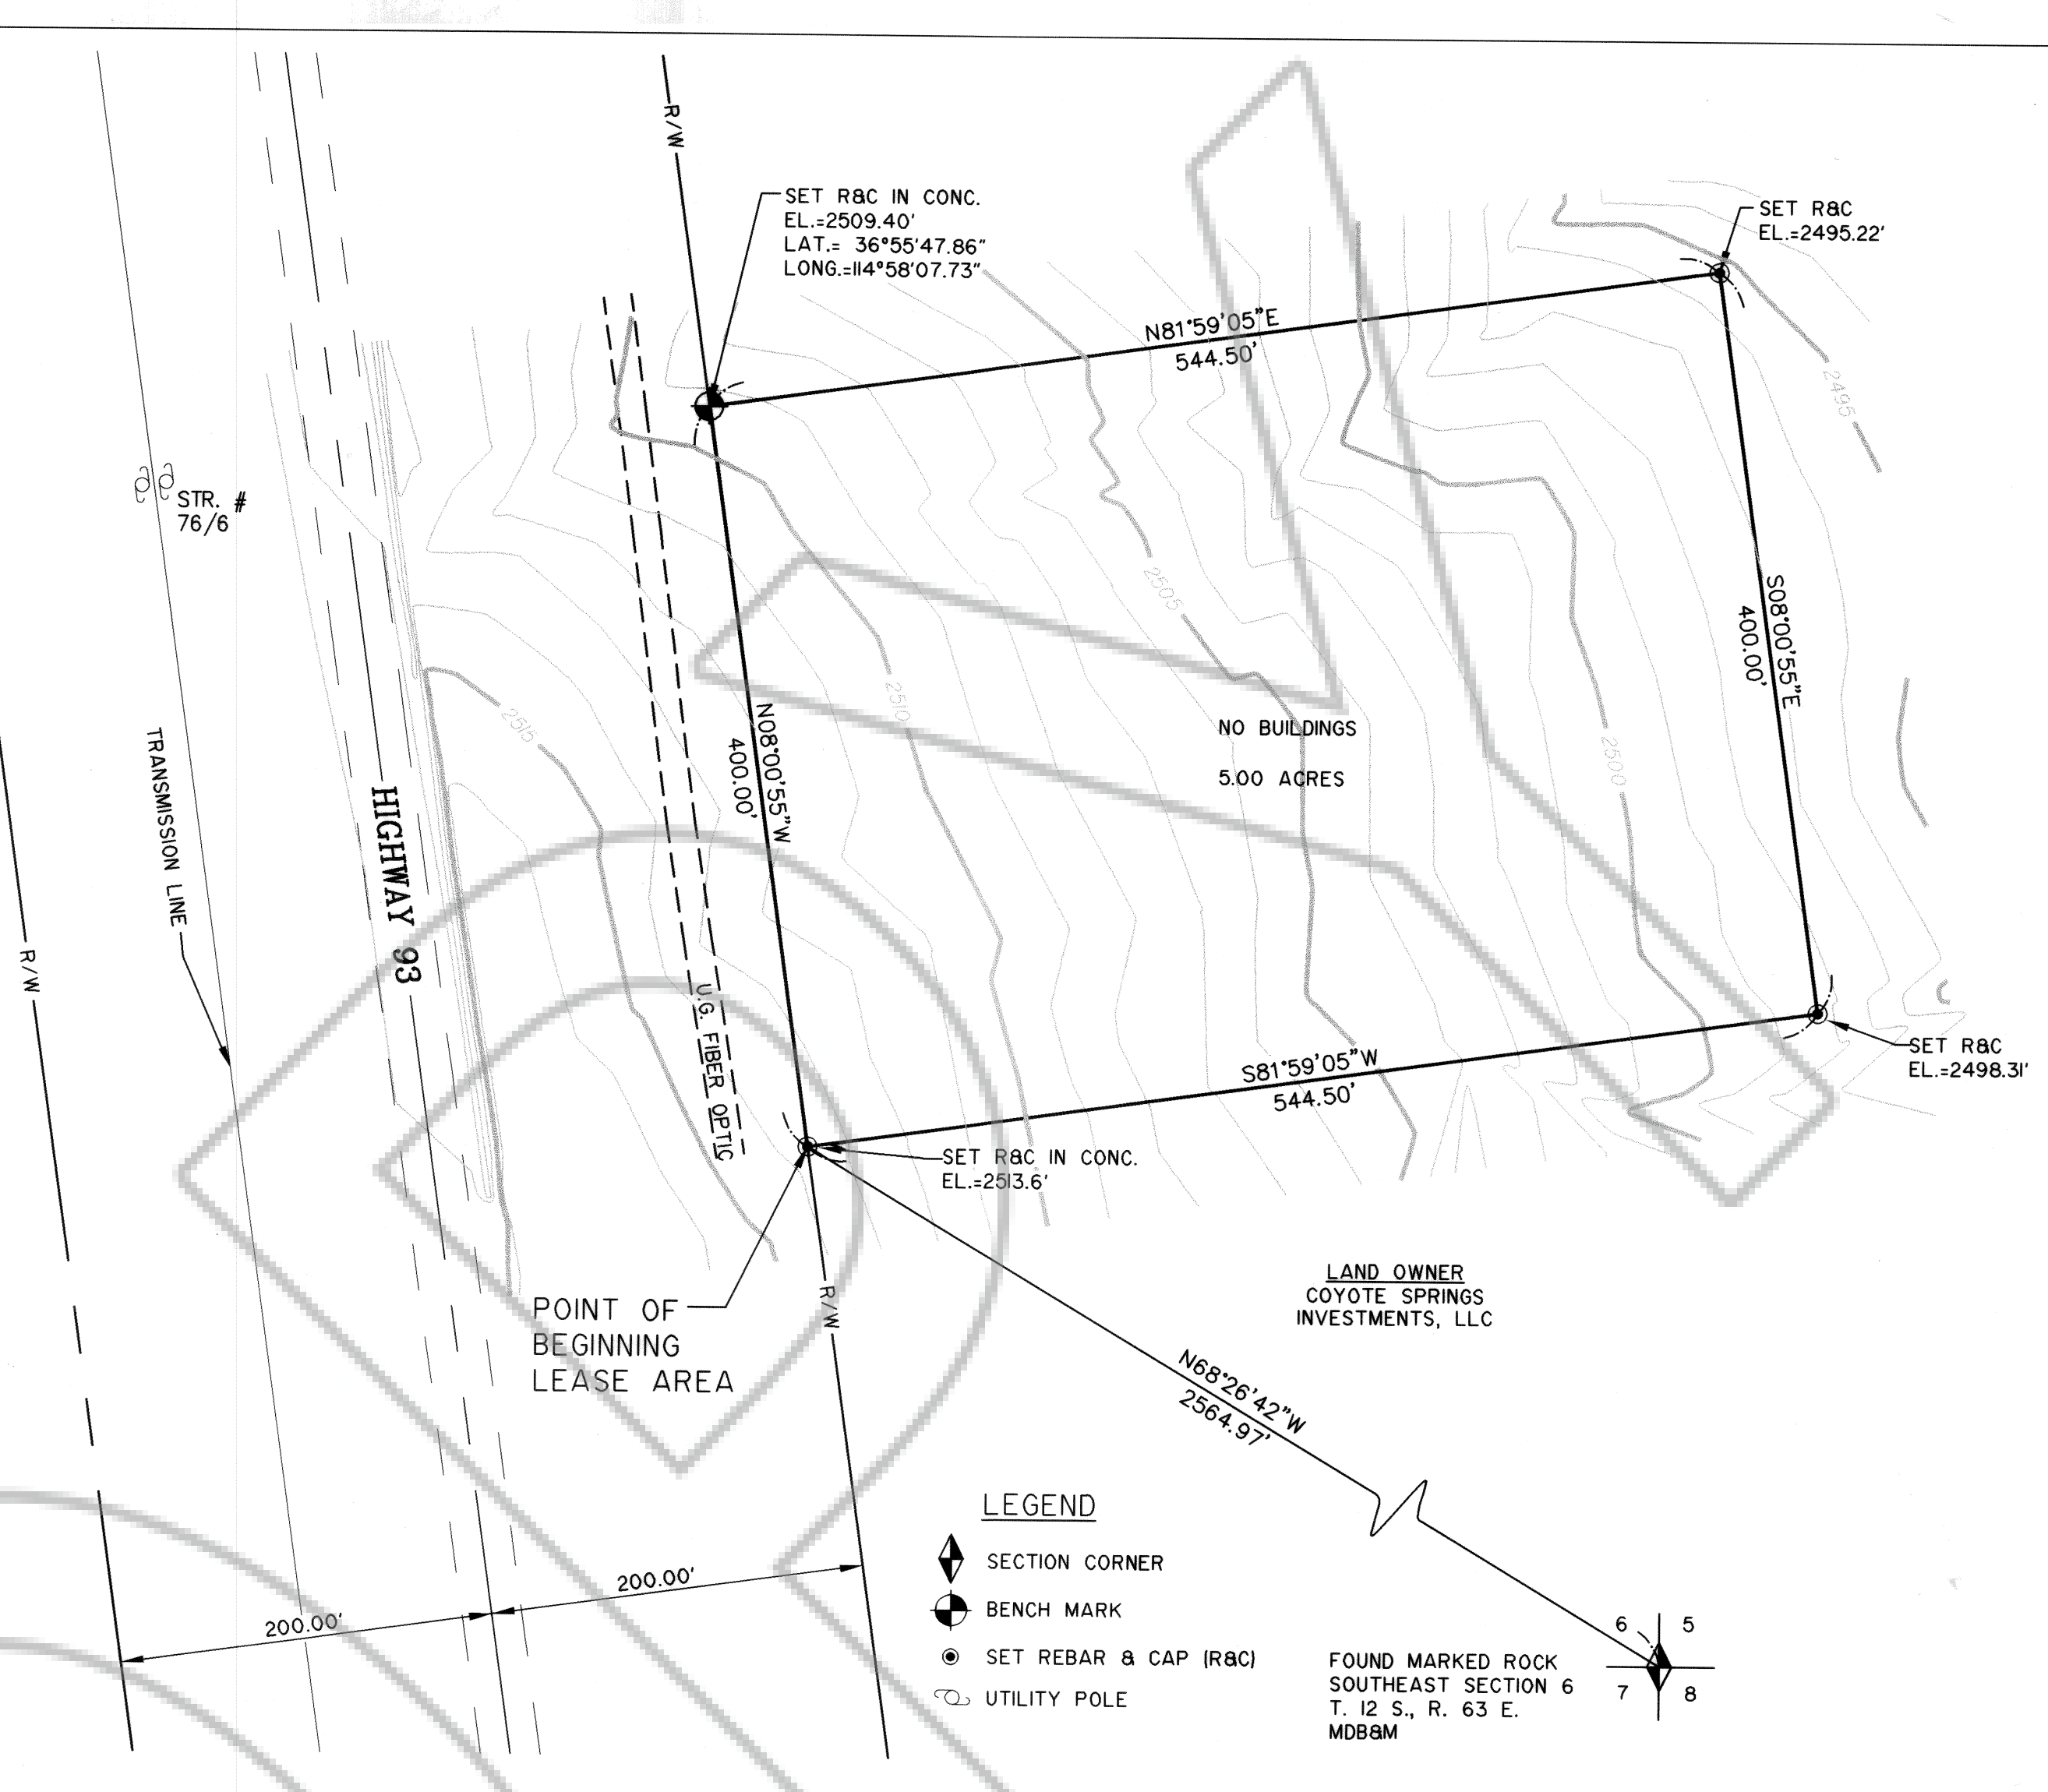 R/W
SET R&C IN CONC.
EL.=2509.40'
LAT.= 36°55'47.86"
LONG.=114°58'07.73"
SET R&C
EL.=2495.22'
N81°59'05"E
544.50'
2495
STR. #
76/6
2505
S08°00'55"E
400.00'
2510
2515
N08°00'55"W
400.00'
NO BUILDINGS
5.00 ACRES
2500
TRANSMISSION LINE
HIGHWAY 93
R/W
U.G. FIBER OPTIC
S81°59'05"W
544.50'
SET R&C
EL.=2498.31'
SET R&C IN CONC.
EL.=2513.6'
POINT OF
BEGINNING
LEASE AREA
R/W
LAND OWNER
COYOTE SPRINGS
INVESTMENTS, LLC
N68°26'42"W
2564.97'
200.00'
200.00'
LEGEND
SECTION CORNER
BENCH MARK
SET REBAR & CAP (R&C)
UTILITY POLE
FOUND MARKED ROCK
SOUTHEAST SECTION 6
T. 12 S., R. 63 E.
MDB&M
6 5
7 8